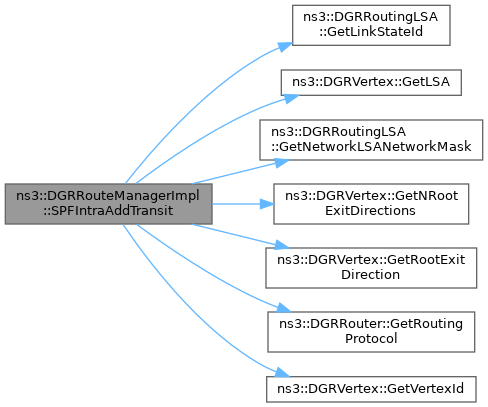 ns3::DGRRouteManagerImpl
::SPFIntraAddTransit
ns3::DGRRoutingLSA
::GetLinkStateId
ns3::DGRVertex::GetLSA
ns3::DGRRoutingLSA
::GetNetworkLSANetworkMask
ns3::DGRVertex::GetNRoot
ExitDirections
ns3::DGRVertex::GetRootExit
Direction
ns3::DGRRouter::GetRouting
Protocol
ns3::DGRVertex::GetVertexId